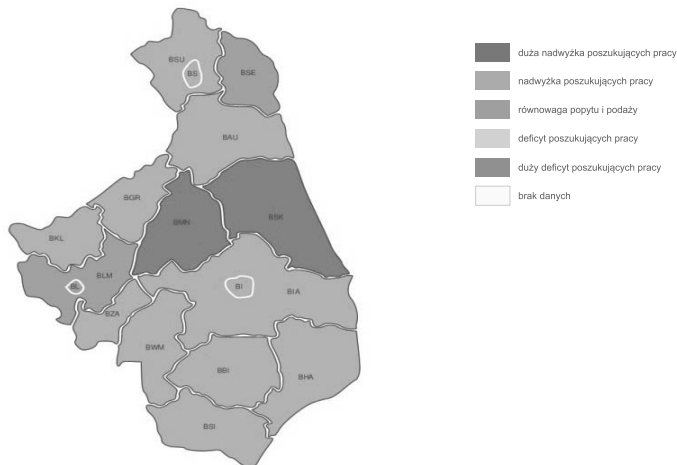 BSU
BS
BSE
BAU
BGR
BMN
BSK
BKL
BLM
BL
BI
BIA
BZA
BWM
BBI
BHA
BSI
duża nadwyżka poszukujących pracy
nadwyżka poszukujących pracy
równowaga popytu i podaży
deficyt poszukujących pracy
duży deficyt poszukujących pracy
brak danych